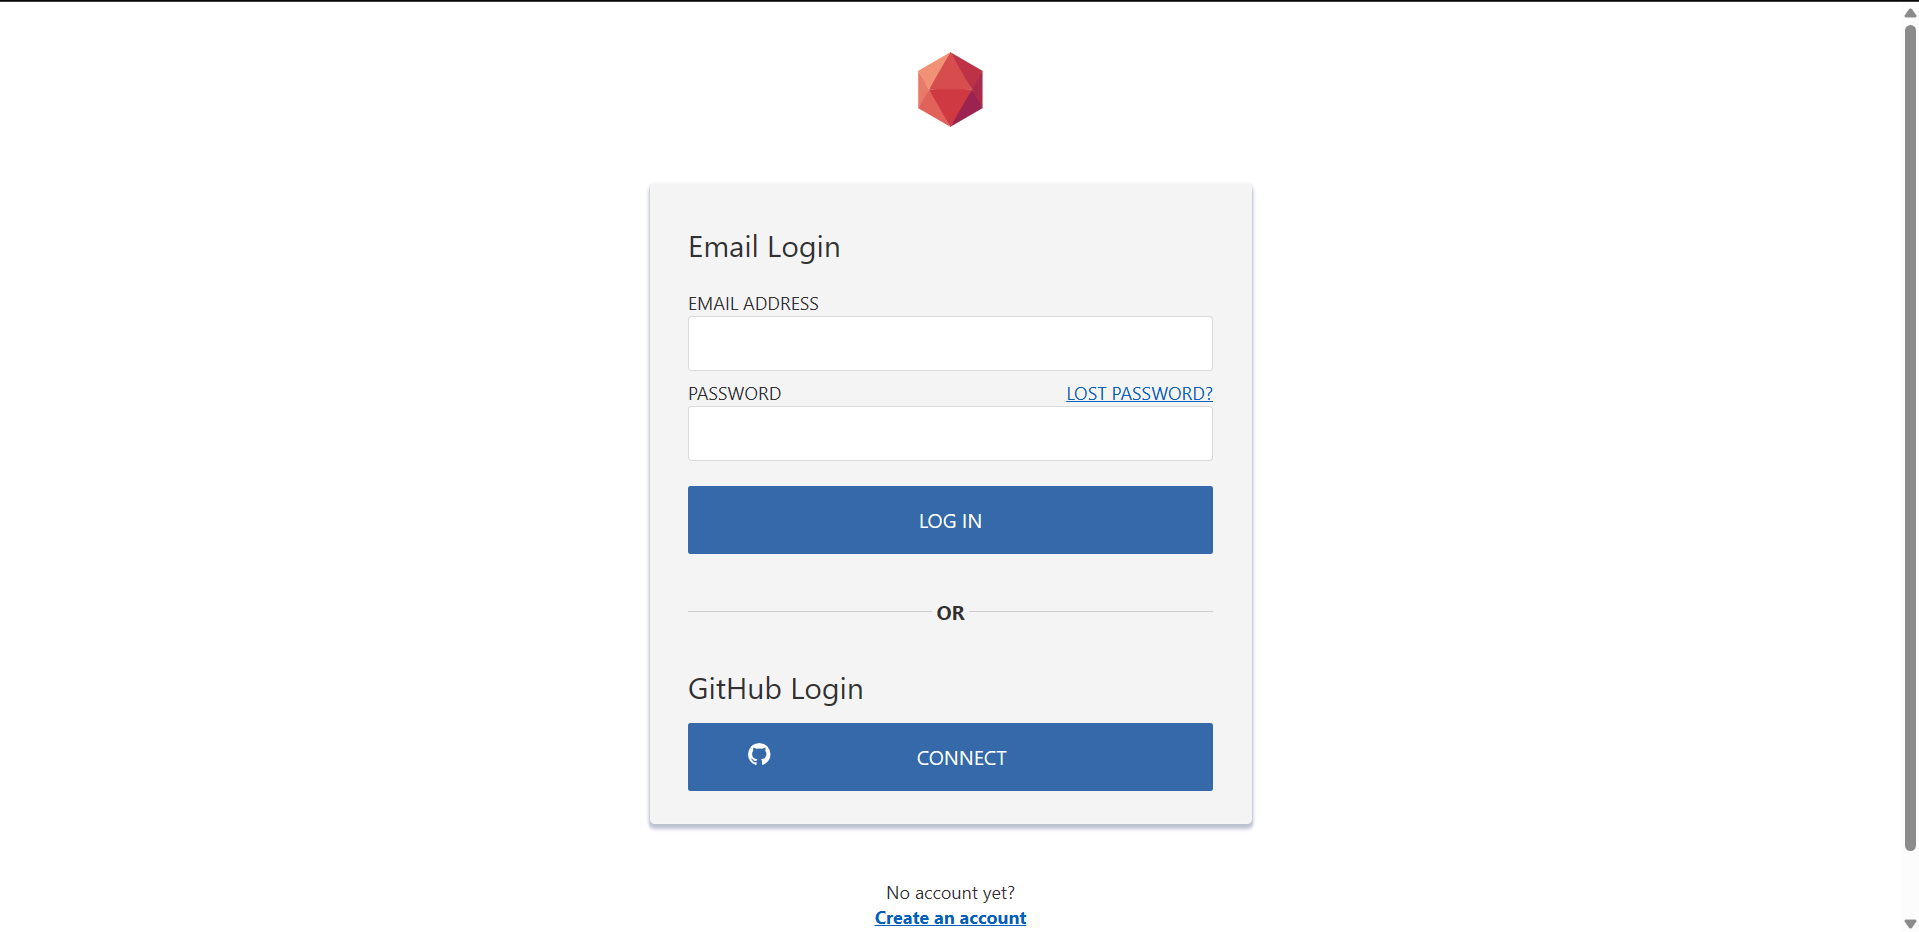 Email Login
EMAIL ADDRESS
PASSWORD LOST PASSWORD?
LOG IN
OR
GitHub Login
CONNECT
No account yet?
Create an account